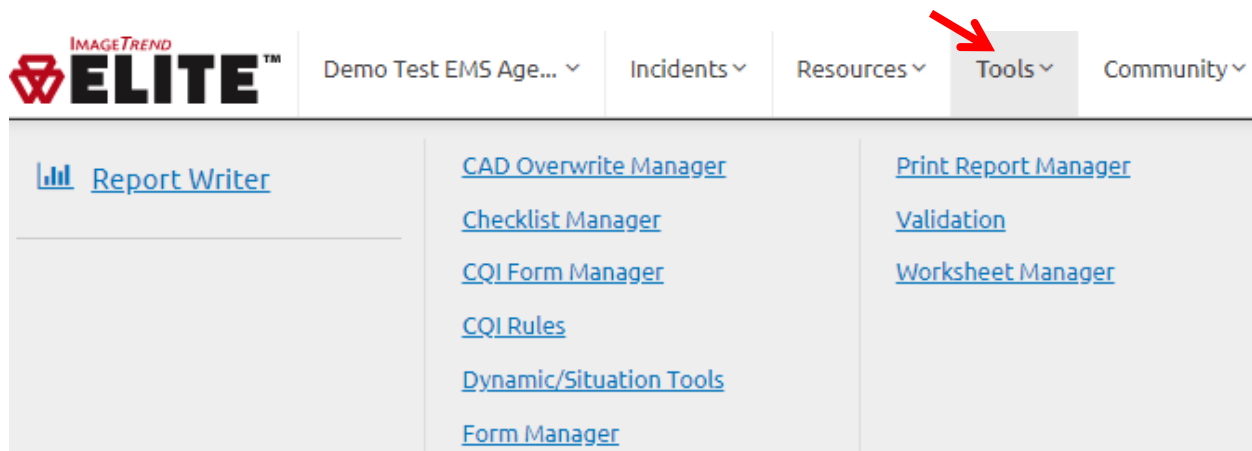 IMAGETREND
ELITE™
Demo Test EMS Age...
Incidents
Resources
Tools
Community
Report Writer
CAD Overwrite Manager
Checklist Manager
CQI Form Manager
CQI Rules
Dynamic/Situation Tools
Form Manager
Print Report Manager
Validation
Worksheet Manager